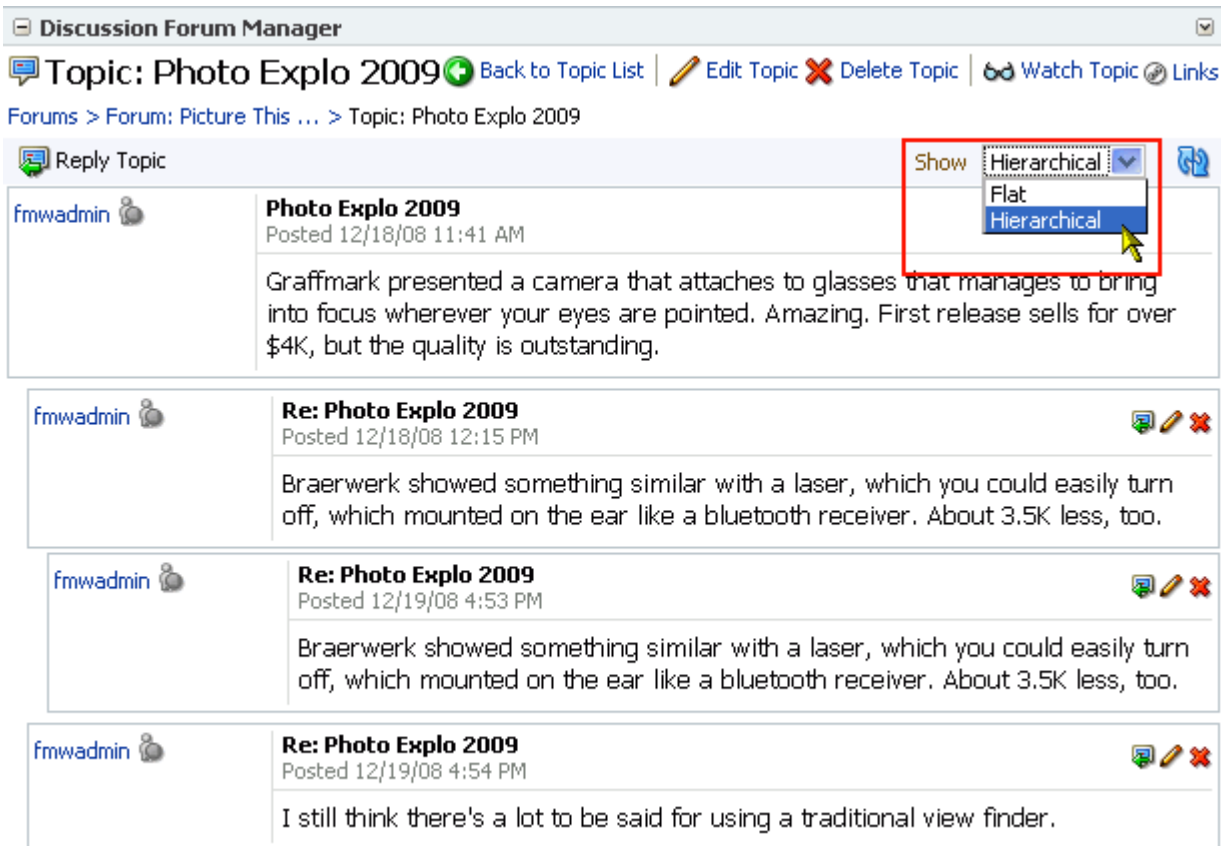 Discussion Forum Manager
Topic: Photo Explo 2009 Back to Topic List | Edit Topic Delete Topic | Watch Topic Links
Forums > Forum: Picture This ... > Topic: Photo Explo 2009
Reply Topic Show Hierarchical
Flat
Hierarchical
fmwadmin Photo Explo 2009
Posted 12/18/08 11:41 AM
Graffmark presented a camera that attaches to glasses that manages to bring
into focus wherever your eyes are pointed. Amazing. First release sells for over
$4K, but the quality is outstanding.
fmwadmin Re: Photo Explo 2009
Posted 12/18/08 12:15 PM
Braerwerk showed something similar with a laser, which you could easily turn
off, which mounted on the ear like a bluetooth receiver. About 3.5K less, too.
fmwadmin Re: Photo Explo 2009
Posted 12/19/08 4:53 PM
Braerwerk showed something similar with a laser, which you could easily turn
off, which mounted on the ear like a bluetooth receiver. About 3.5K less, too.
fmwadmin Re: Photo Explo 2009
Posted 12/19/08 4:54 PM
I still think there's a lot to be said for using a traditional view finder.